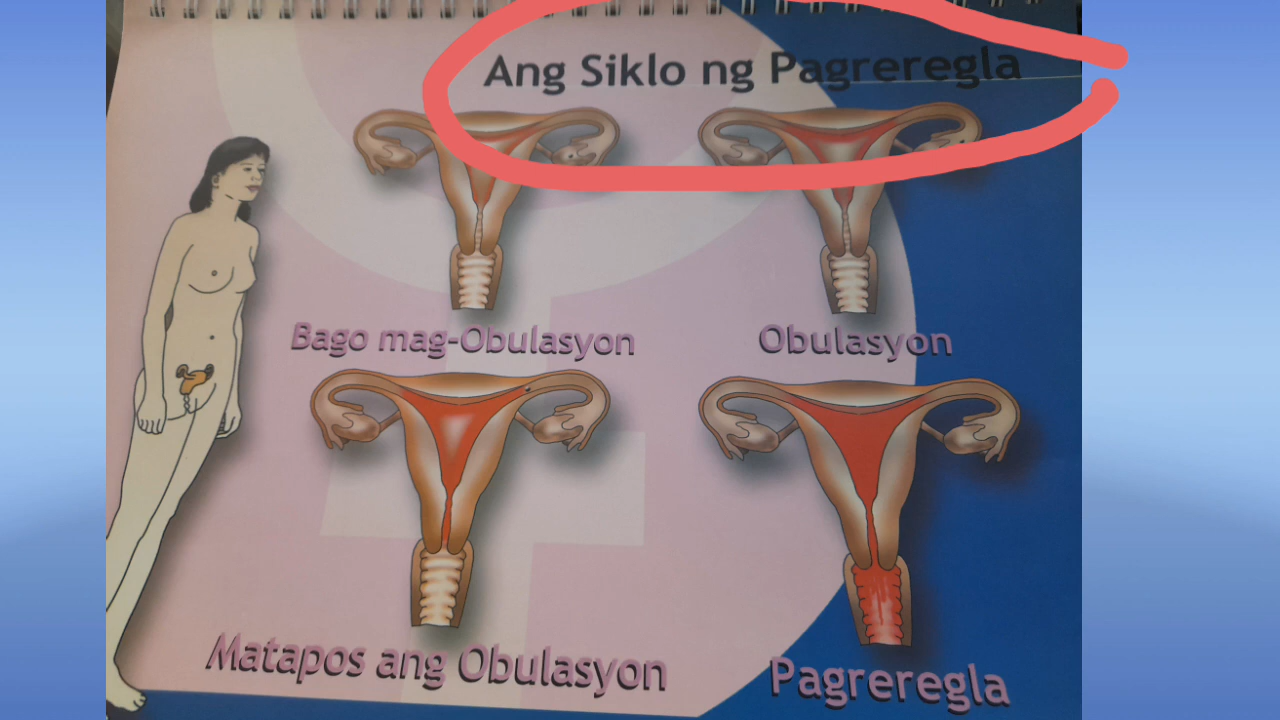 Ang Siklo ng Pagreregla
Bago mag-Obulasyon
Obulasyon
Matapos ang Obulasyon
Pagreregla